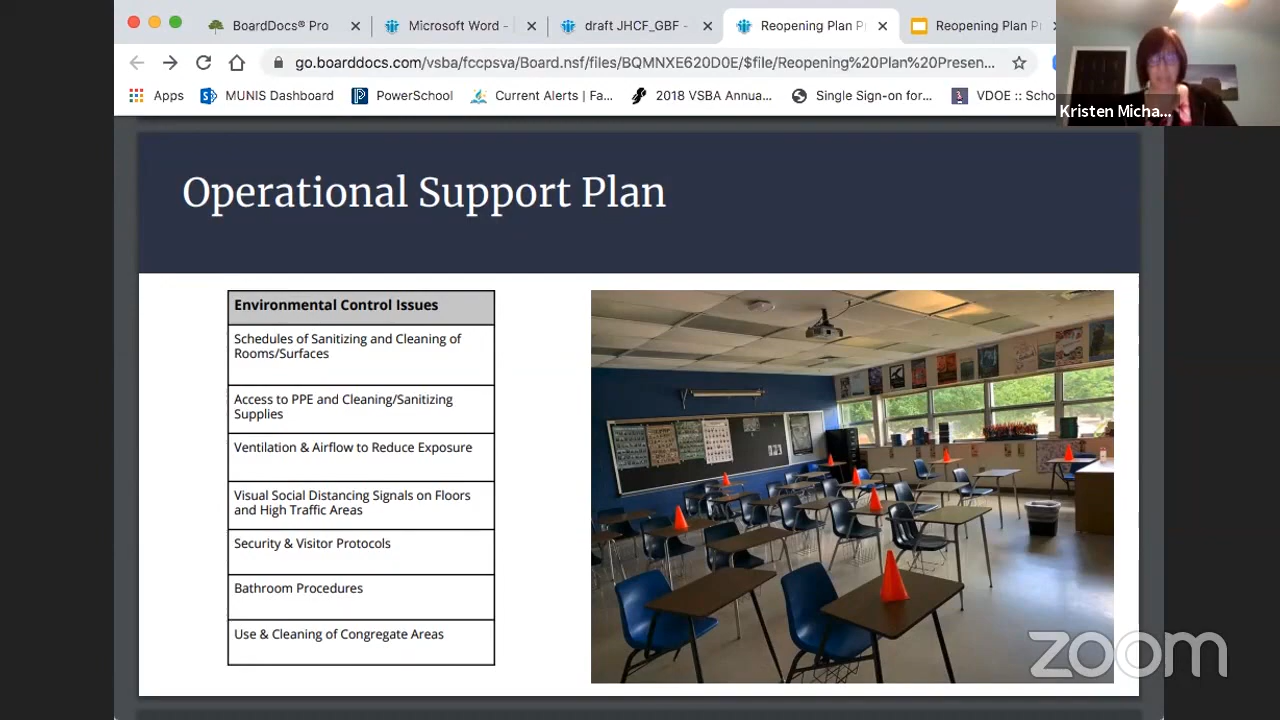 BoardDocs® Pro
Microsoft Word -
draft JHCF_GBF -
Reopening Plan P
Reopening Plan P
go.boarddocs.com/vsba/fccpsva/Board.nsf/files/BQMNXE620D0E/$file/Reopening%20Plan%20Presen...
Apps
MUNIS Dashboard
PowerSchool
Current Alerts | Fa...
2018 VSBA Annua...
Single Sign-on for...
VDOE :: Scho
Kristen Micha...
Operational Support Plan
Environmental Control Issues
Schedules of Sanitizing and Cleaning of
Rooms/Surfaces
Access to PPE and Cleaning/Sanitizing
Supplies
Ventilation & Airflow to Reduce Exposure
Visual Social Distancing Signals on Floors
and High Traffic Areas
Security & Visitor Protocols
Bathroom Procedures
Use & Cleaning of Congregate Areas
zoom